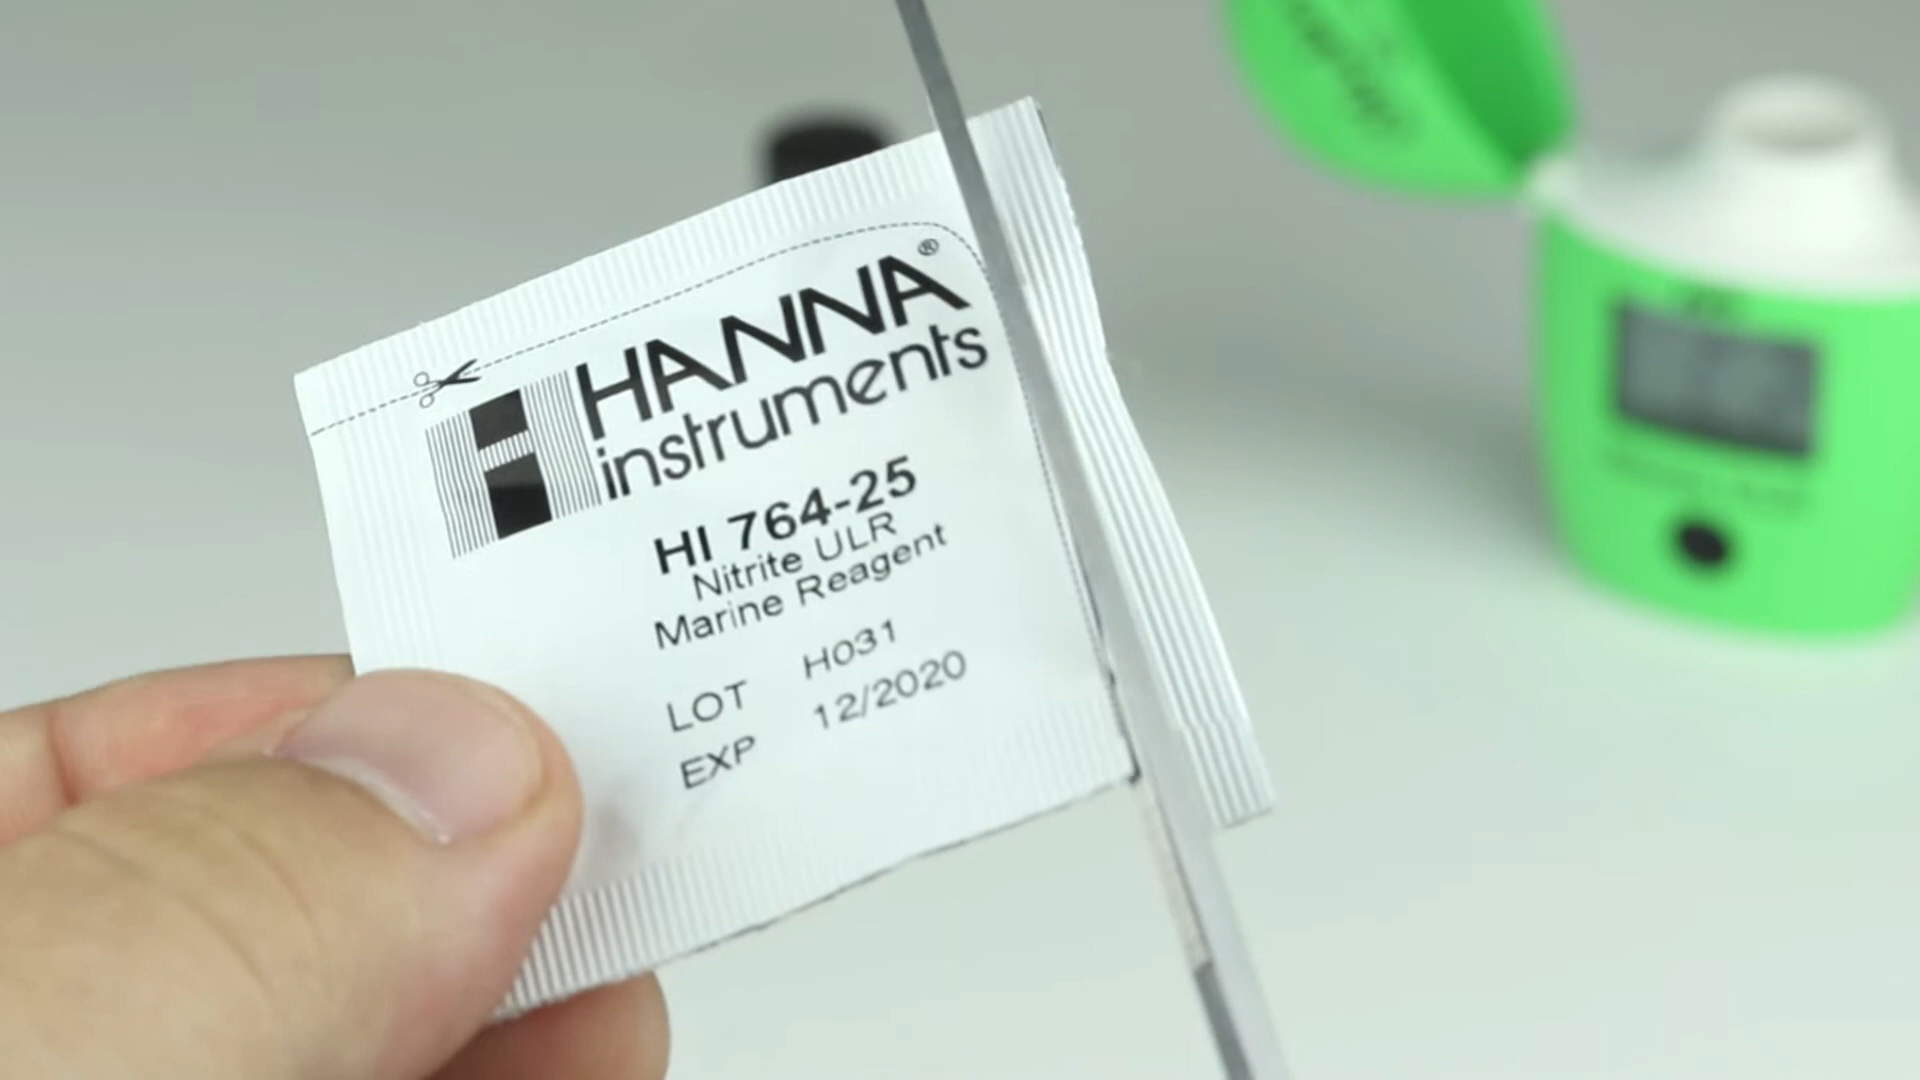 HANNA®
instruments
HI 764-25
Nitrite ULR
Marine Reagent
LOT H031
EXP 12/2020